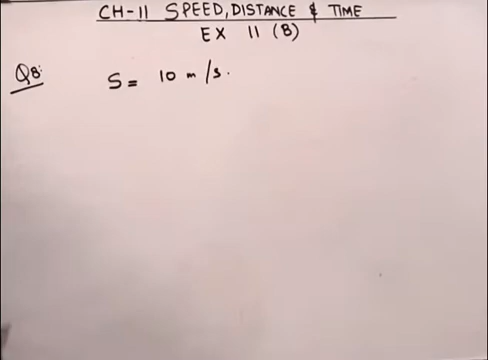 CH-11 SPEED, DISTANCE & TIME
EX 11 (B)
Q8:
S = 10 m/s.